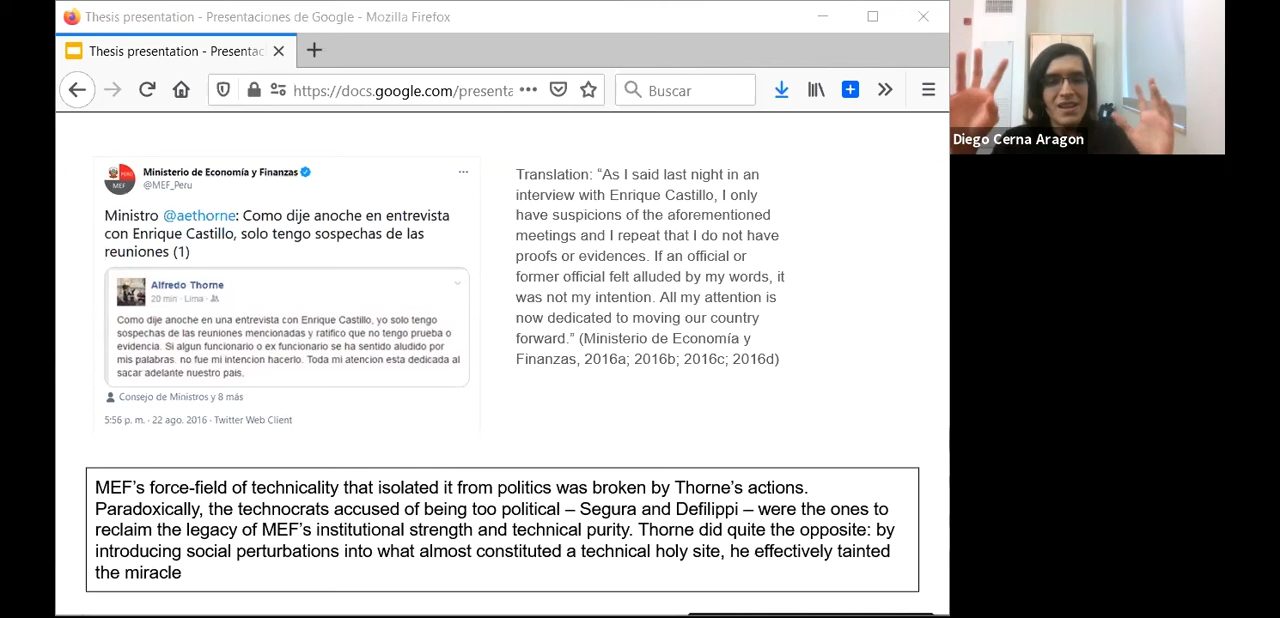 Thesis presentation - Presentaciones de Google - Mozilla Firefox
Thesis presentation - Presentac
https://docs.google.com/presenta
Buscar
Diego Cerna Aragon
PERÚ
MEF
Ministerio de Economía y Finanzas
@MEF_Peru
Ministro @aethorne: Como dije anoche en entrevista
con Enrique Castillo, solo tengo sospechas de las
reuniones (1)
Alfredo Thorne
20 min · Lima ·
Como dije anoche en una entrevista con Enrique Castillo, yo solo tengo
sospechas de las reuniones mencionadas y ratifico que no tengo prueba o
evidencia. Si algun funcionario o ex funcionario se ha sentido aludido por
mis palabras. no fue mi intencion hacerlo. Toda mi atencion esta dedicada al
sacar adelante nuestro pais.
Consejo de Ministros y 8 más
5:56 p. m. · 22 ago. 2016 · Twitter Web Client
Translation: “As I said last night in an
interview with Enrique Castillo, I only
have suspicions of the aforementioned
meetings and I repeat that I do not have
proofs or evidences. If an official or
former official felt alluded by my words, it
was not my intention. All my attention is
now dedicated to moving our country
forward.” (Ministerio de Economía y
Finanzas, 2016a; 2016b; 2016c; 2016d)
MEF’s force-field of technicality that isolated it from politics was broken by Thorne’s actions.
Paradoxically, the technocrats accused of being too political – Segura and Defilippi – were the ones to
reclaim the legacy of MEF’s institutional strength and technical purity. Thorne did quite the opposite: by
introducing social perturbations into what almost constituted a technical holy site, he effectively tainted
the miracle